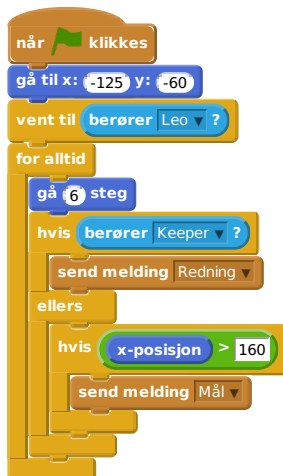 når klikkes
gå til x: -125 y: -60
vent til berører Leo ?
for alltid
gå 6 steg
hvis berører Keeper ?
send melding Redning
ellers
hvis x-posisjon > 160
send melding Mål